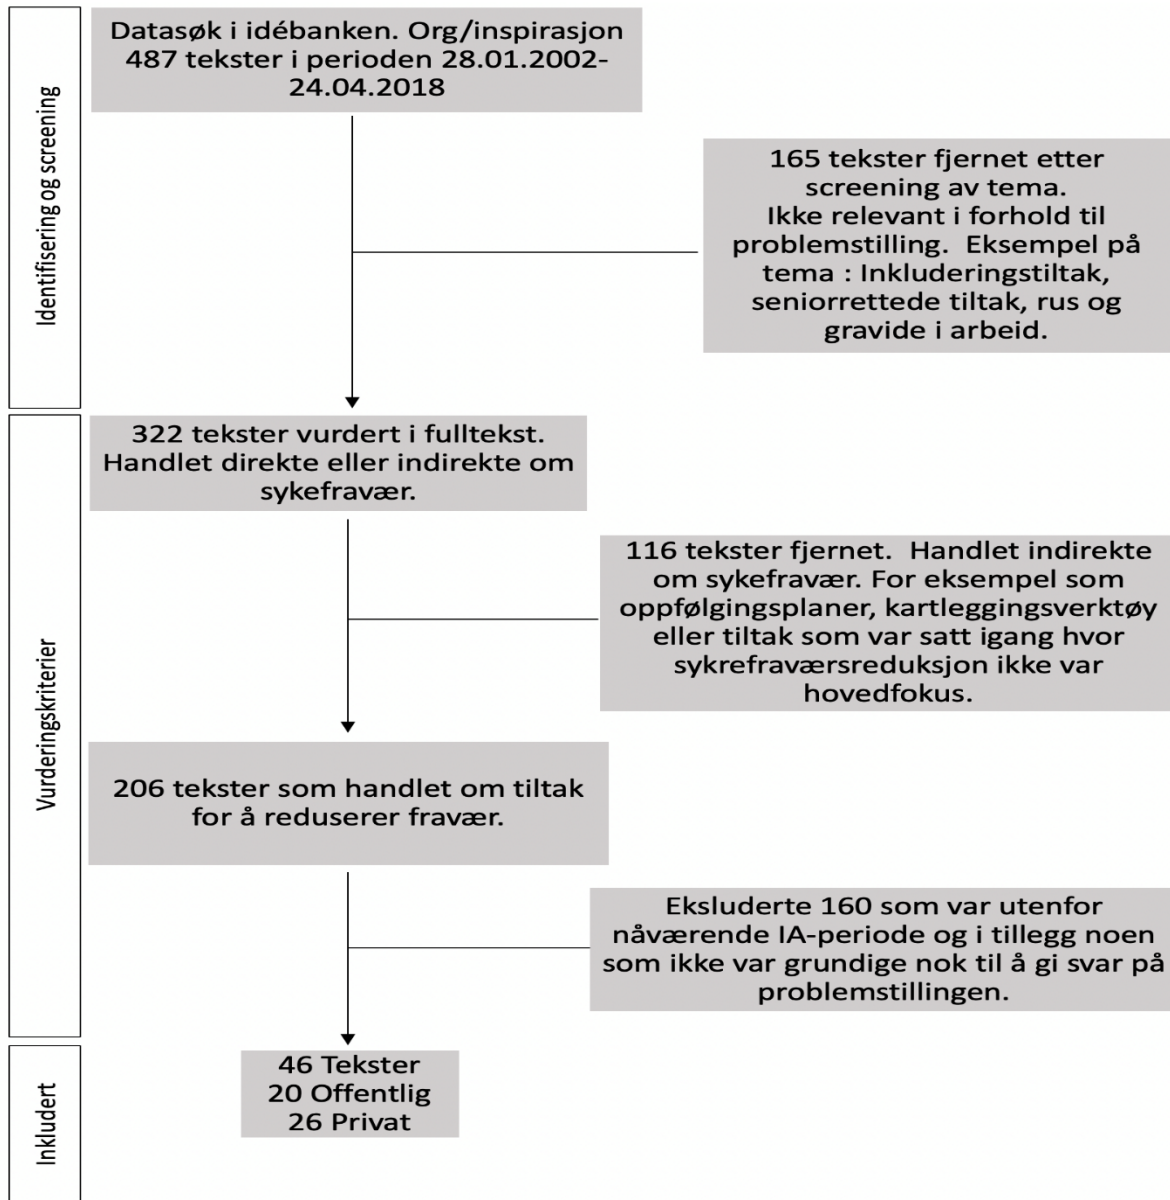 Identifisering og screening
Datasøk i idébanken. Org/inspirasjon
487 tekster i perioden 28.01.2002-
24.04.2018
165 tekster fjernet etter
screening av tema.
Ikke relevant i forhold til
problemstilling.  Eksempel på
tema : Inkluderingstiltak,
seniorrettede tiltak, rus og
gravide i arbeid.
Vurderingskriterier
322 tekster vurdert i fulltekst.
Handlet direkte eller indirekte om
sykefravær.
116 tekster fjernet.  Handlet indirekte
om sykefravær. For eksempel som
oppfølgingsplaner, kartleggingsverktøy
eller tiltak som var satt igang hvor
sykrefraværsreduksjon ikke var
hovedfokus.
206 tekster som handlet om tiltak
for å reduserer fravær.
Eksluderte 160 som var utenfor
nåværende IA-periode og i tillegg noen
som ikke var grundige nok til å gi svar på
problemstillingen.
Inkludert
46 Tekster
20 Offentlig
26 Privat